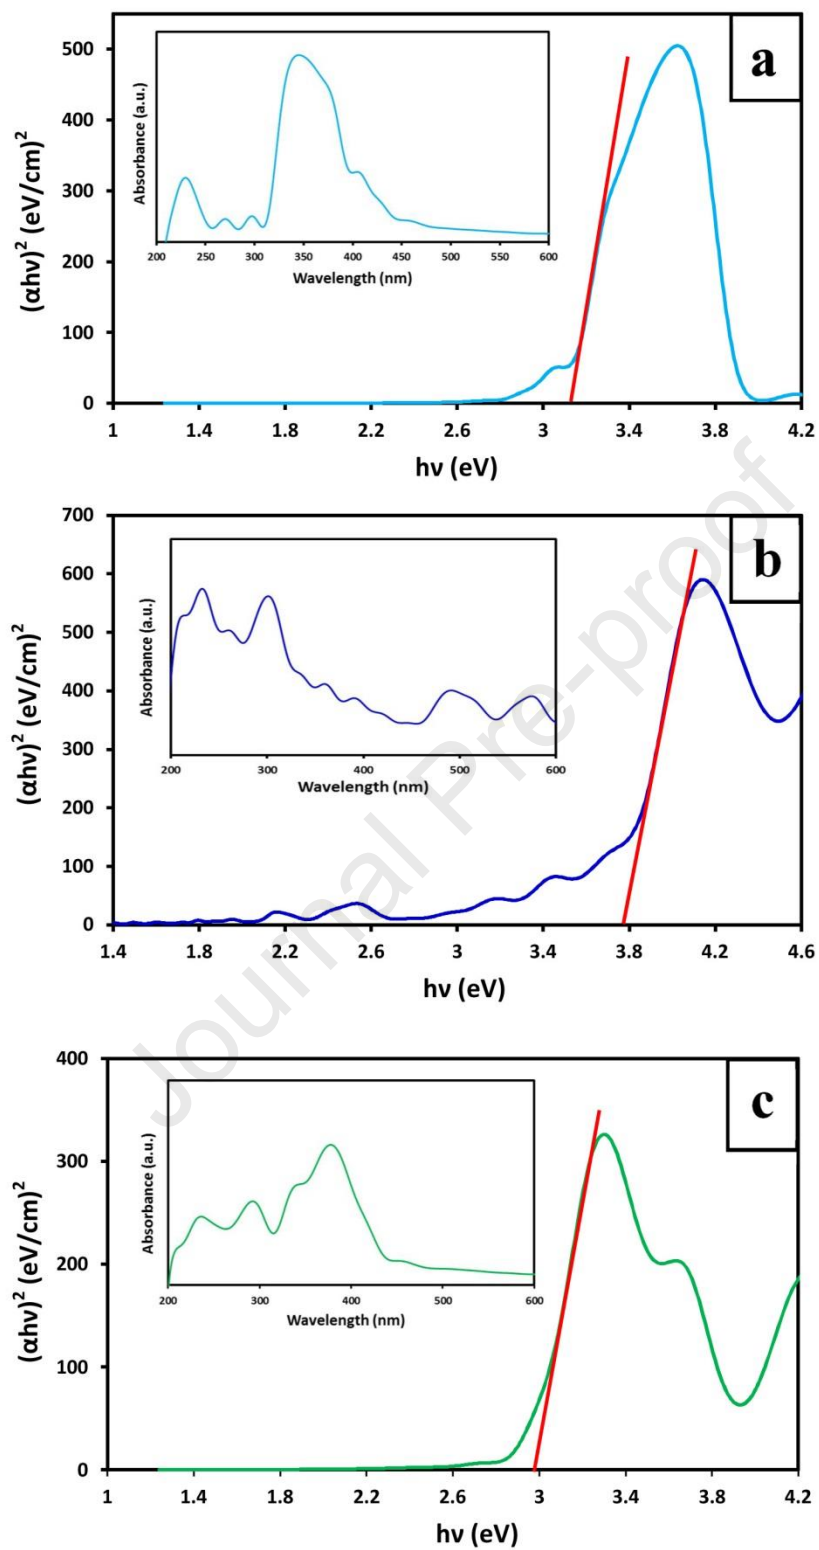 a
500
400
300
200
100
0
(αhν)² (eV/cm)²
1 1.4 1.8 2.2 2.6 3 3.4 3.8 4.2
hν (eV)
Absorbance (a.u.)
200 250 300 350 400 450 500 550 600
Wavelength (nm)
b
700
600
500
400
300
200
100
0
(αhν)² (eV/cm)²
1.4 1.8 2.2 2.6 3 3.4 3.8 4.2 4.6
hν (eV)
Absorbance (a.u.)
200 300 400 500 600
Wavelength (nm)
c
400
300
200
100
0
(αhν)² (eV/cm)²
1 1.4 1.8 2.2 2.6 3 3.4 3.8 4.2
hν (eV)
Absorbance (a.u.)
200 300 400 500 600
Wavelength (nm)
Journal Pre-proof